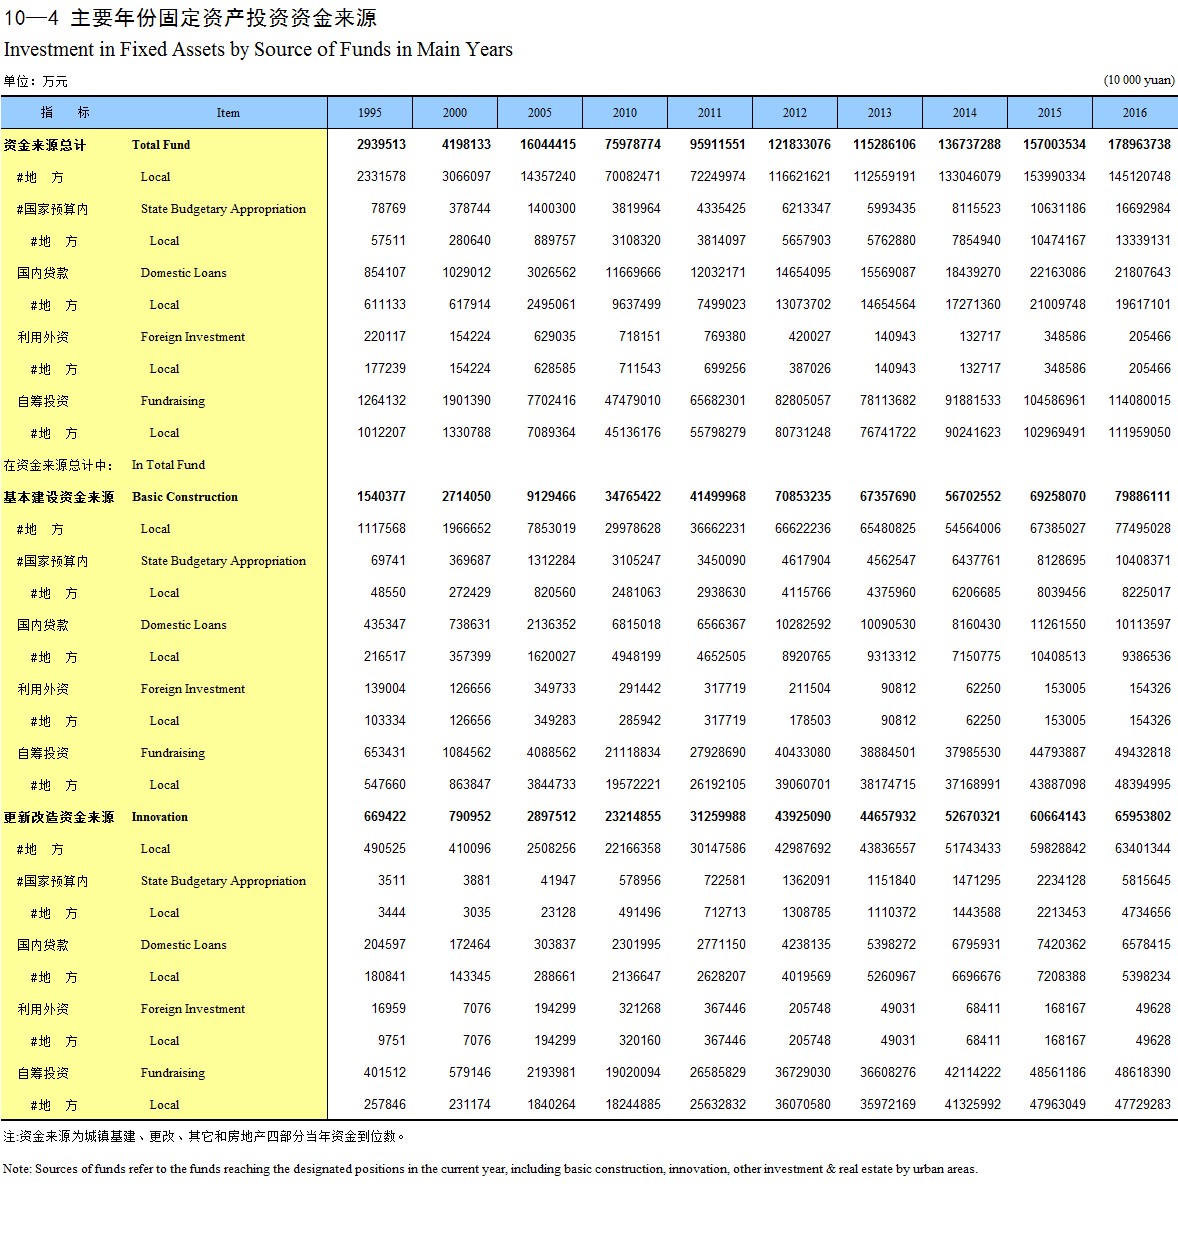 10—4 主要年份固定资产投资资金来源
Investment in Fixed Assets by Source of Funds in Main Years
单位：万元 (10 000 yuan)
指 标 Item 1995 2000 2005 2010 2011 2012 2013 2014 2015 2016
资金来源总计 Total Fund 2939513 4198133 16044415 75978774 95911551 121833076 115286106 136737288 157003534 178963738
#地 方 Local 2331578 3066097 14357240 70082471 72249974 116621621 112559191 133046079 153990334 145120748
#国家预算内 State Budgetary Appropriation 78769 378744 1400300 3819964 4335425 6213347 5993435 8115523 10631186 16692984
#地 方 Local 57511 280640 889757 3108320 3814097 5657903 5762880 7854940 10474167 13339131
国内贷款 Domestic Loans 854107 1029012 3026562 11669666 12032171 14654095 15569087 18439270 22163086 21807643
#地 方 Local 611133 617914 2495061 9637499 7499023 13073702 14654564 17271360 21009748 19617101
利用外资 Foreign Investment 220117 154224 629035 718151 769380 420027 140943 132717 348586 205466
#地 方 Local 177239 154224 628585 711543 699256 387026 140943 132717 348586 205466
自筹投资 Fundraising 1264132 1901390 7702416 47479010 65682301 82805057 78113682 91881533 104586961 114080015
#地 方 Local 1012207 1330788 7089364 45136176 55798279 80731248 76741722 90241623 102969491 111959050
在资金来源总计中： In Total Fund
基本建设资金来源 Basic Construction 1540377 2714050 9129466 34765422 41499968 70853235 67357690 56702552 69258070 79886111
#地 方 Local 1117568 1966652 7853019 29978628 36662231 66622236 65480825 54564006 67385027 77495028
#国家预算内 State Budgetary Appropriation 69741 369687 1312284 3105247 3450090 4617904 4562547 6437761 8128695 10408371
#地 方 Local 48550 272429 820560 2481063 2938630 4115766 4375960 6206685 8039456 8225017
国内贷款 Domestic Loans 435347 738631 2136352 6815018 6566367 10282592 10090530 8160430 11261550 10113597
#地 方 Local 216517 357399 1620027 4948199 4652505 8920765 9313312 7150775 10408513 9386536
利用外资 Foreign Investment 139004 126656 349733 291442 317719 211504 90812 62250 153005 154326
#地 方 Local 103334 126656 349283 285942 317719 178503 90812 62250 153005 154326
自筹投资 Fundraising 653431 1084562 4088562 21118834 27928690 40433080 38884501 37985530 44793887 49432818
#地 方 Local 547660 863847 3844733 19572221 26192105 39060701 38174715 37168991 43887098 48394995
更新改造资金来源 Innovation 669422 790952 2897512 23214855 31259988 43925090 44657932 52670321 60664143 65953802
#地 方 Local 490525 410096 2508256 22166358 30147586 42987692 43836557 51743433 59828842 63401344
#国家预算内 State Budgetary Appropriation 3511 3881 41947 578956 722581 1362091 1151840 1471295 2234128 5815645
#地 方 Local 3444 3035 23128 491496 712713 1308785 1110372 1443588 2213453 4734656
国内贷款 Domestic Loans 204597 172464 303837 2301995 2771150 4238135 5398272 6795931 7420362 6578415
#地 方 Local 180841 143345 288661 2136647 2628207 4019569 5260967 6696676 7208388 5398234
利用外资 Foreign Investment 16959 7076 194299 321268 367446 205748 49031 68411 168167 49628
#地 方 Local 9751 7076 194299 320160 367446 205748 49031 68411 168167 49628
自筹投资 Fundraising 401512 579146 2193981 19020094 26585829 36729030 36608276 42114222 48561186 48618390
#地 方 Local 257846 231174 1840264 18244885 25632832 36070580 35972169 41325992 47963049 47729283
注:资金来源为城镇基建、更改、其它和房地产四部分当年资金到位数。
Note: Sources of funds refer to the funds reaching the designated positions in the current year, including basic construction, innovation, other investment & real estate by urban areas.